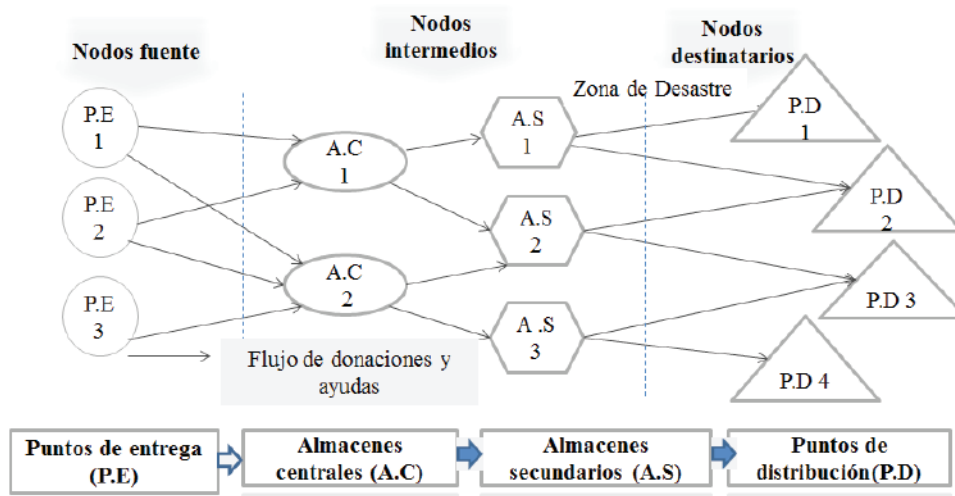 Nodos fuente
Nodos
intermedios
Nodos
destinatarios
Zona de Desastre
P.E
1
P.E
2
P.E
3
A.C
1
A.C
2
A.S
1
A.S
2
A .S
3
P.D
1
P.D
2
P.D 3
P.D 4
Flujo de donaciones y
ayudas
Puntos de entrega
(P.E)
Almacenes
centrales (A.C)
Almacenes
secundarios (A.S)
Puntos de
distribución(P.D)